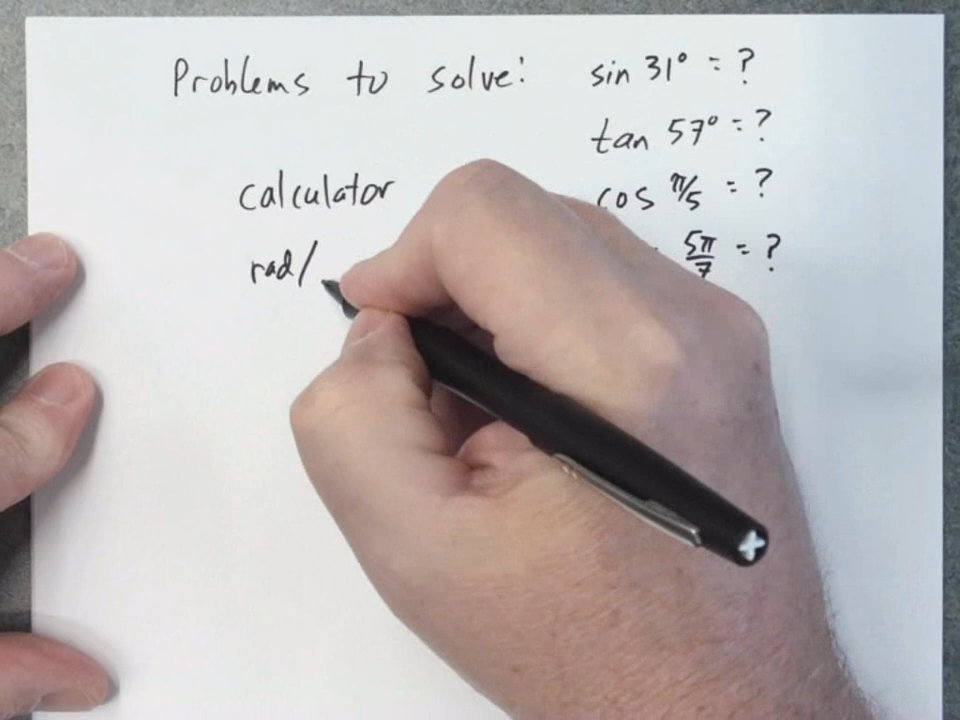 Problems to solve: sin 31° = ?
tan 57° = ?
calculator cos π/5 = ?
rad/ 5π/7 = ?